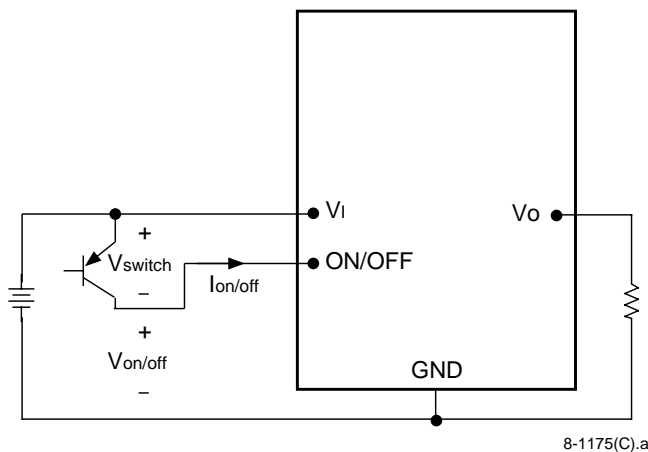 VI
VO
+
Vswitch
–
ON/OFF
Ion/off
+
Von/off
–
GND
8-1175(C).a